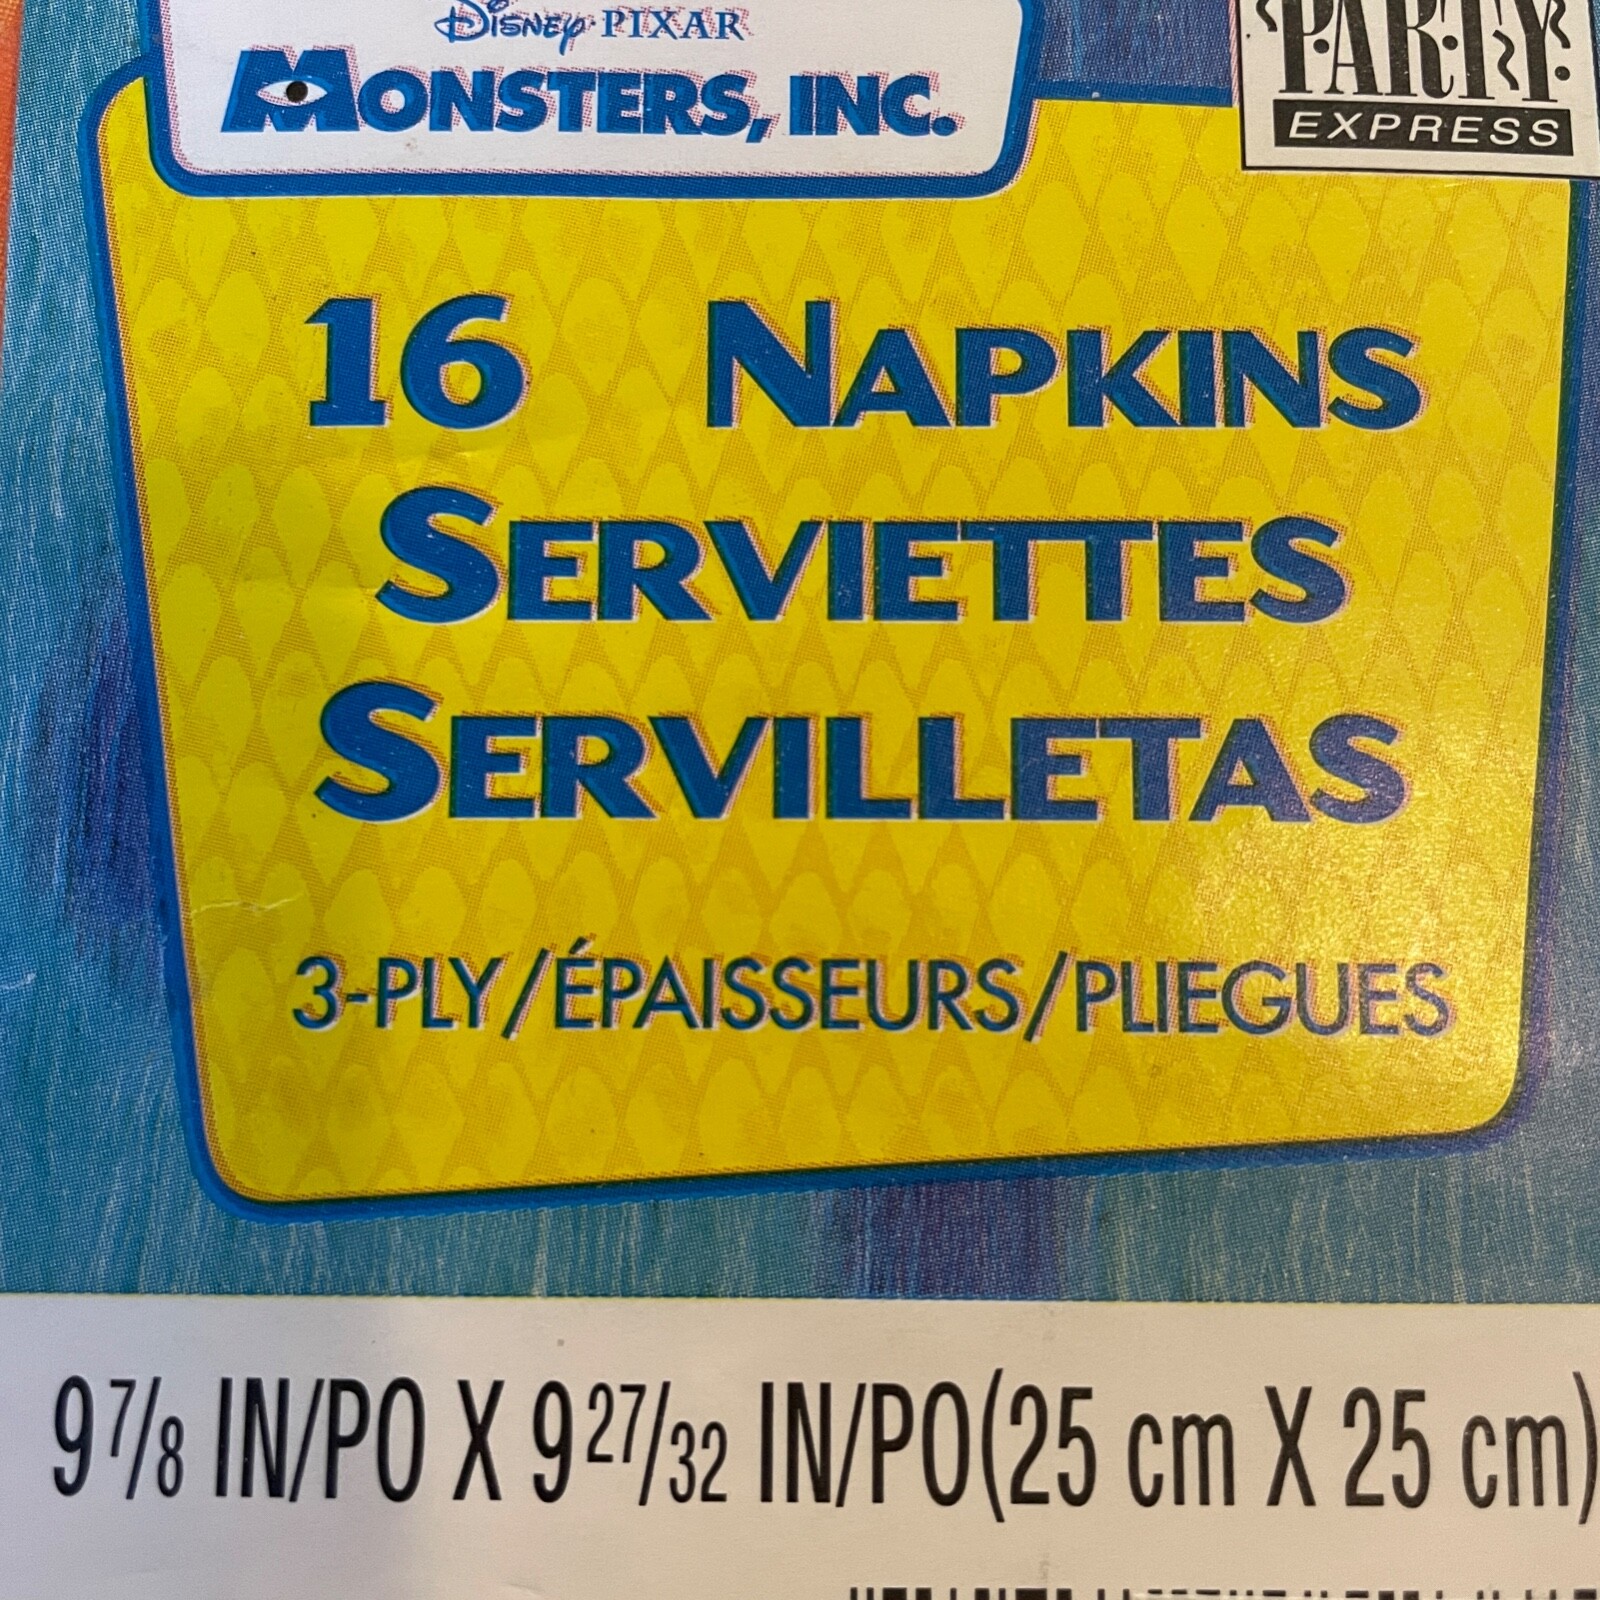 Disney·PIXAR
MONSTERS, INC.
PARTY
EXPRESS
16 NAPKINS
SERVIETTES
SERVILLETAS
3-PLY/ÉPAISSEURS/PLIEGUES
9 7/8 IN/PO X 9 27/32 IN/PO(25 cm X 25 cm)